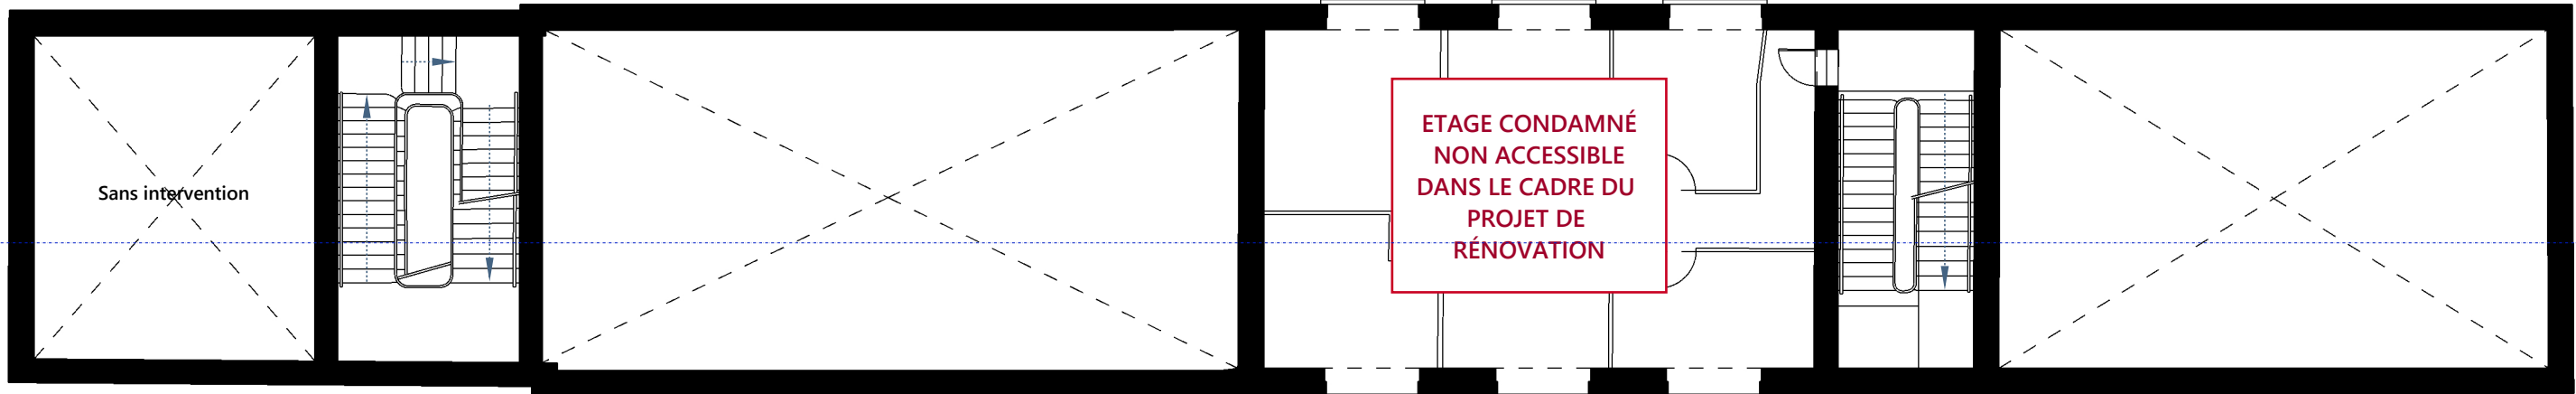 Sans intervention
ETAGE CONDAMNÉ
NON ACCESSIBLE
DANS LE CADRE DU
PROJET DE
RÉNOVATION